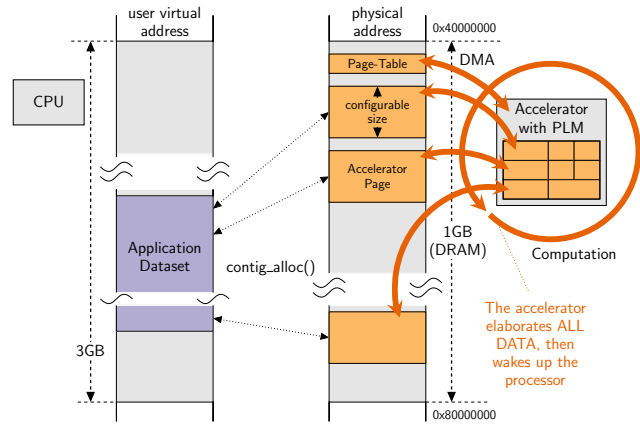 user virtual
address
physical
address
0x40000000
CPU
Page-Table
DMA
configurable
size
Accelerator
with PLM
Accelerator
Page
Application
Dataset
contig_alloc()
1GB
(DRAM)
Computation
3GB
The accelerator
elaborates ALL
DATA, then
wakes up the
processor
0x80000000